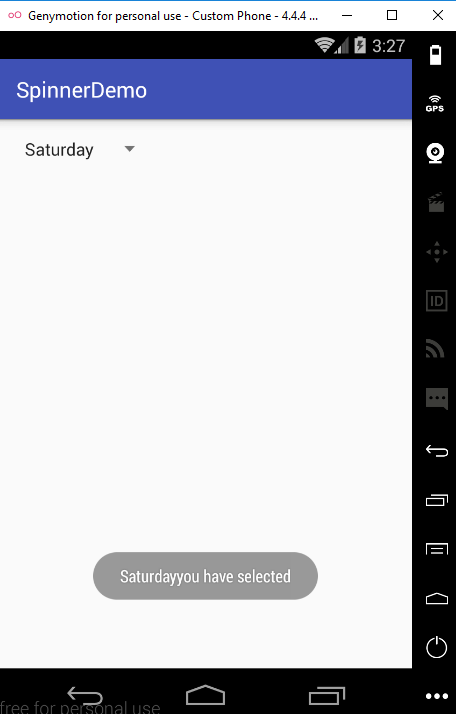 Genymotion for personal use - Custom Phone - 4.4.4 ...
3:27
SpinnerDemo
GPS
Saturday
ID
Saturdayyou have selected
free for personal use